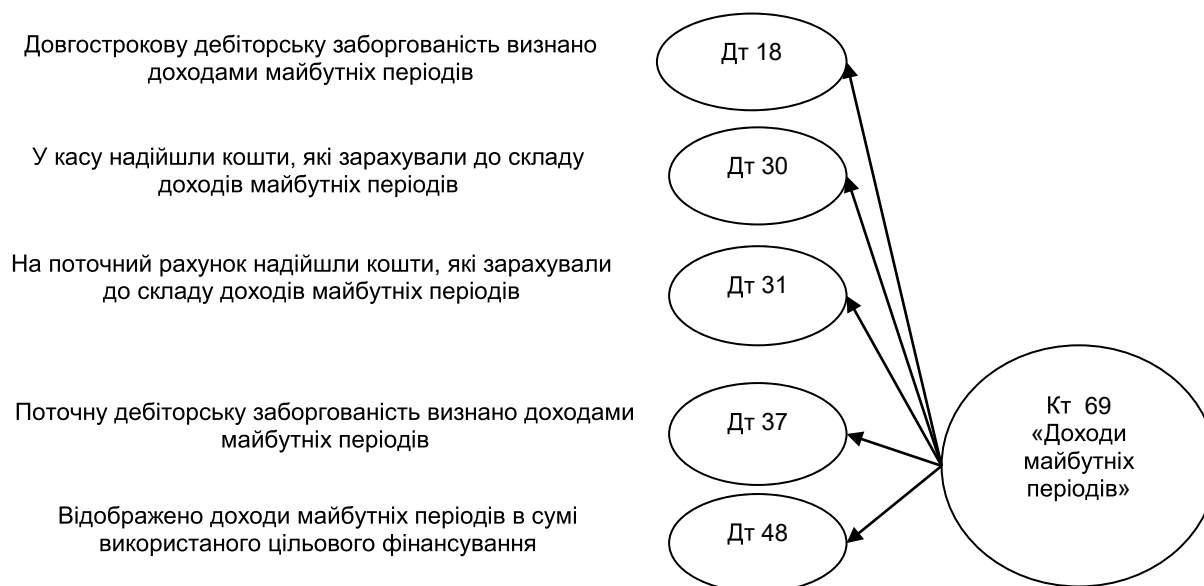 Довгострокову дебіторську заборгованість визнано
доходами майбутніх періодів
Дт 18
У касу надійшли кошти, які зарахували до складу
доходів майбутніх періодів
Дт 30
На поточний рахунок надійшли кошти, які зарахували
до складу доходів майбутніх періодів
Дт 31
Поточну дебіторську заборгованість визнано доходами
майбутніх періодів
Дт 37
Відображено доходи майбутніх періодів в сумі
використаного цільового фінансування
Дт 48
Кт 69
«Доходи
майбутніх
періодів»